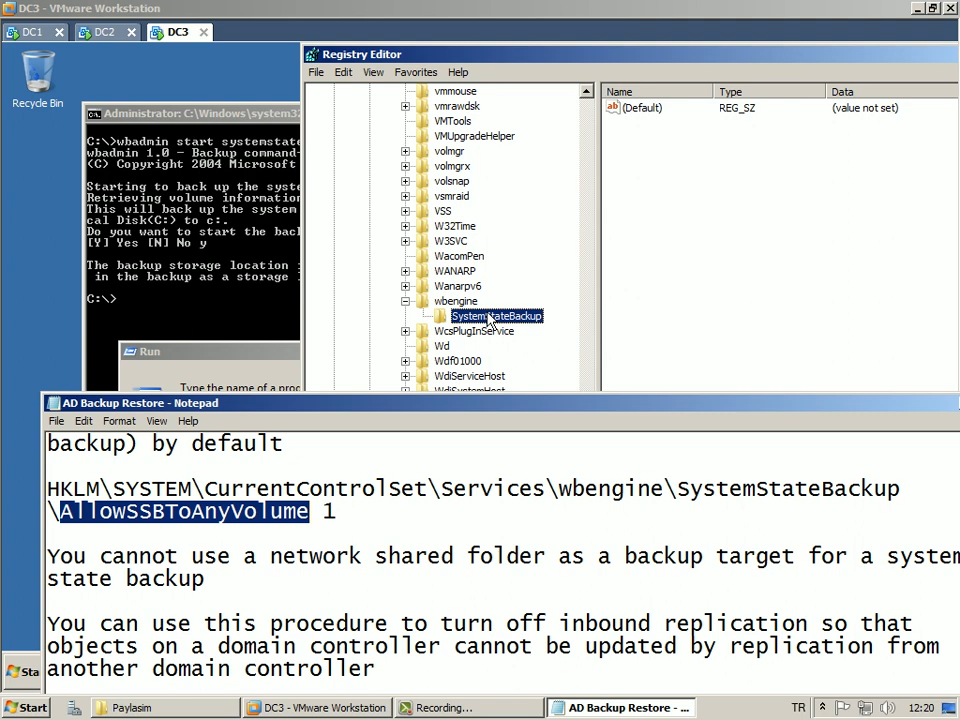 DC3 - VMware Workstation
DC1
DC2
DC3
Recycle Bin
Administrator: C:\Windows\system32
C:\>wbadmin start systemstate
wbadmin 1.0 - Backup command-
(C) Copyright 2004 Microsoft
Starting to back up the syste
Retrieving volume information
This will back up the system
cal Disk(C:) to c:.
Do you want to start the back
[Y] Yes [N] No y
The backup storage location i
in the backup as a storage l
C:\>
Run
Type the name of a pro
Registry Editor
File Edit View Favorites Help
vmmouse
vmrawdsk
VMTools
VMUpgradeHelper
volmgr
volmgrx
volsnap
vsmraid
VSS
W32Time
W3SVC
WacomPen
WANARP
Wanarpv6
wbengine
SystemStateBackup
WcsPlugInService
Wd
Wdf01000
WdiServiceHost
WdiSystemHost
Name Type Data
(Default) REG_SZ (value not set)
AD Backup Restore - Notepad
File Edit Format View Help
backup) by default
HKLM\SYSTEM\CurrentControlSet\Services\wbengine\SystemStateBackup
\AllowSSBToAnyVolume 1
You cannot use a network shared folder as a backup target for a system
state backup
You can use this procedure to turn off inbound replication so that
objects on a domain controller cannot be updated by replication from
another domain controller
Sta
Start
Paylasim
DC3 - VMware Workstation
Recording...
AD Backup Restore - ...
TR
12:20